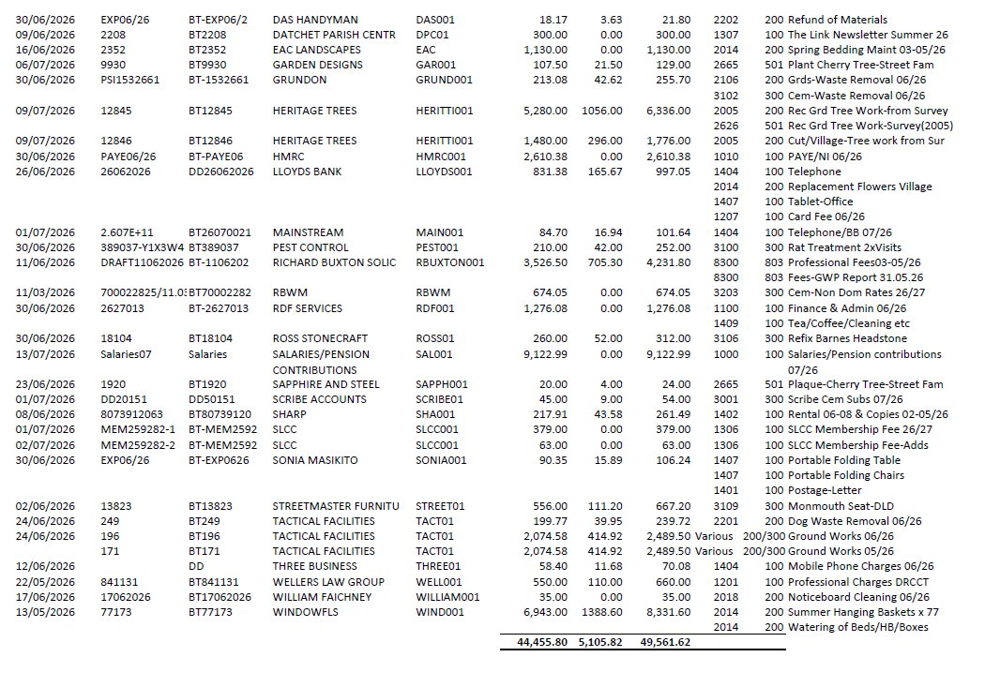 30/06/2026 EXP06/26 BT-EXP06/2 DAS HANDYMAN DAS001 18.17 3.63 21.80 2202 200 Refund of Materials
09/06/2026 2208 BT2208 DATCHET PARISH CENTR DPC01 300.00 0.00 300.00 1307 100 The Link Newsletter Summer 26
16/06/2026 2352 BT2352 EAC LANDSCAPES EAC 1,130.00 0.00 1,130.00 2014 200 Spring Bedding Maint 03-05/26
06/07/2026 9930 BT9930 GARDEN DESIGNS GAR001 107.50 21.50 129.00 2665 501 Plant Cherry Tree-Street Fam
30/06/2026 PSI1532661 BT-1532661 GRUNDON GRUND001 213.08 42.62 255.70 2106 200 Grds-Waste Removal 06/26
3102 300 Cem-Waste Removal 06/26
09/07/2026 12845 BT12845 HERITAGE TREES HERITTI001 5,280.00 1056.00 6,336.00 2005 200 Rec Grd Tree Work-from Survey
2626 501 Rec Grd Tree Work-Survey(2005)
09/07/2026 12846 BT12846 HERITAGE TREES HERITTI001 1,480.00 296.00 1,776.00 2005 200 Cut/Village-Tree work from Sur
30/06/2026 PAYE06/26 BT-PAYE06 HMRC HMRC001 2,610.38 0.00 2,610.38 1010 100 PAYE/NI 06/26
26/06/2026 26062026 DD26062026 LLOYDS BANK LLOYDS001 831.38 165.67 997.05 1404 100 Telephone
2014 200 Replacement Flowers Village
1407 100 Tablet-Office
1207 100 Card Fee 06/26
01/07/2026 2.607E+11 BT26070021 MAINSTREAM MAIN001 84.70 16.94 101.64 1404 100 Telephone/BB 07/26
30/06/2026 389037-Y1X3W4 BT389037 PEST CONTROL PEST001 210.00 42.00 252.00 3100 300 Rat Treatment 2xVisits
11/06/2026 DRAFT11062026 BT-1106202 RICHARD BUXTON SOLIC RBUXTON001 3,526.50 705.30 4,231.80 8300 803 Professional Fees03-05/26
8300 803 Fees-GWP Report 31.05.26
11/03/2026 700022825/11.03 BT70002282 RBWM RBWM 674.05 0.00 674.05 3203 300 Cem-Non Dom Rates 26/27
30/06/2026 2627013 BT-2627013 RDF SERVICES RDF001 1,276.08 0.00 1,276.08 1100 100 Finance & Admin 06/26
1409 100 Tea/Coffee/Cleaning etc
30/06/2026 18104 BT18104 ROSS STONECRAFT ROSS01 260.00 52.00 312.00 3106 300 Refix Barnes Headstone
13/07/2026 Salaries07 Salaries SALARIES/PENSION SAL001 9,122.99 0.00 9,122.99 1000 100 Salaries/Pension contributions
CONTRIBUTIONS 07/26
23/06/2026 1920 BT1920 SAPPHIRE AND STEEL SAPPH001 20.00 4.00 24.00 2665 501 Plaque-Cherry Tree-Street Fam
01/07/2026 DD20151 DD50151 SCRIBE ACCOUNTS SCRIBE01 45.00 9.00 54.00 3001 300 Scribe Cem Subs 07/26
08/06/2026 8073912063 BT80739120 SHARP SHA001 217.91 43.58 261.49 1402 100 Rental 06-08 & Copies 02-05/26
01/07/2026 MEM259282-1 BT-MEM2592 SLCC SLCC001 379.00 0.00 379.00 1306 100 SLCC Membership Fee 26/27
02/07/2026 MEM259282-2 BT-MEM2592 SLCC SLCC001 63.00 0.00 63.00 1306 100 SLCC Membership Fee-Adds
30/06/2026 EXP06/26 BT-EXP0626 SONIA MASIKITO SONIA001 90.35 15.89 106.24 1407 100 Portable Folding Table
1407 100 Portable Folding Chairs
1401 100 Postage-Letter
02/06/2026 13823 BT13823 STREETMASTER FURNITU STREET01 556.00 111.20 667.20 3109 300 Monmouth Seat-DLD
24/06/2026 249 BT249 TACTICAL FACILITIES TACT01 199.77 39.95 239.72 2201 200 Dog Waste Removal 06/26
24/06/2026 196 BT196 TACTICAL FACILITIES TACT01 2,074.58 414.92 2,489.50 Various 200/300 Ground Works 06/26
171 BT171 TACTICAL FACILITIES TACT01 2,074.58 414.92 2,489.50 Various 200/300 Ground Works 05/26
12/06/2026 DD THREE BUSINESS THREE01 58.40 11.68 70.08 1404 100 Mobile Phone Charges 06/26
22/05/2026 841131 BT841131 WELLERS LAW GROUP WELL001 550.00 110.00 660.00 1201 100 Professional Charges DRCCT
17/06/2026 17062026 BT17062026 WILLIAM FAICHNEY WILLIAM001 35.00 0.00 35.00 2018 200 Noticeboard Cleaning 06/26
13/05/2026 77173 BT77173 WINDOWFLS WIND001 6,943.00 1388.60 8,331.60 2014 200 Summer Hanging Baskets x 77
2014 200 Watering of Beds/HB/Boxes
44,455.80 5,105.82 49,561.62